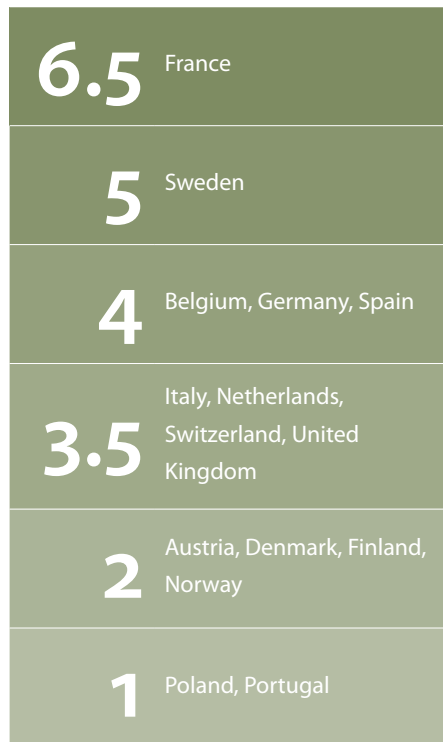 6.5 France
5 Sweden
4 Belgium, Germany, Spain
3.5 Italy, Netherlands,
Switzerland, United
Kingdom
2 Austria, Denmark, Finland,
Norway
1 Poland, Portugal